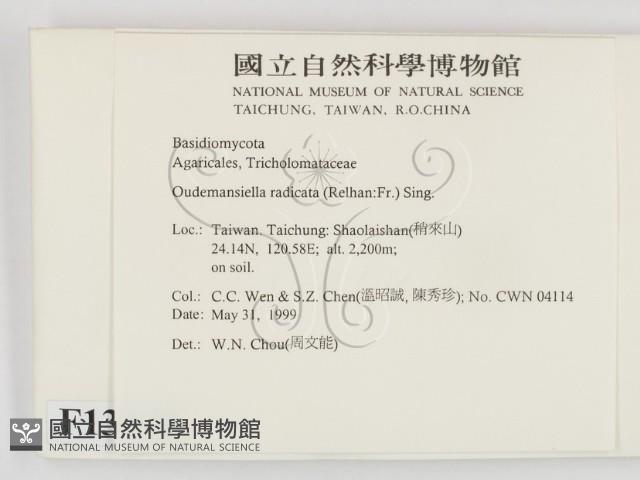 國立自然科學博物館
NATIONAL MUSEUM OF NATURAL SCIENCE
TAICHUNG, TAIWAN, R.O.CHINA
Basidiomycota
Agaricales, Tricholomataceae
Oudemansiella radicata (Relhan:Fr.) Sing.
Loc.: Taiwan. Taichung: Shaolaishan(稍來山)
24.14N, 120.58E; alt. 2,200m;
on soil.
Col.: C.C. Wen & S.Z. Chen(溫昭誠, 陳秀珍); No. CWN 04114
Date: May 31, 1999
Det.: W.N. Chou(周文能)
國立自然科學博物館
NATIONAL MUSEUM OF NATURAL SCIENCE